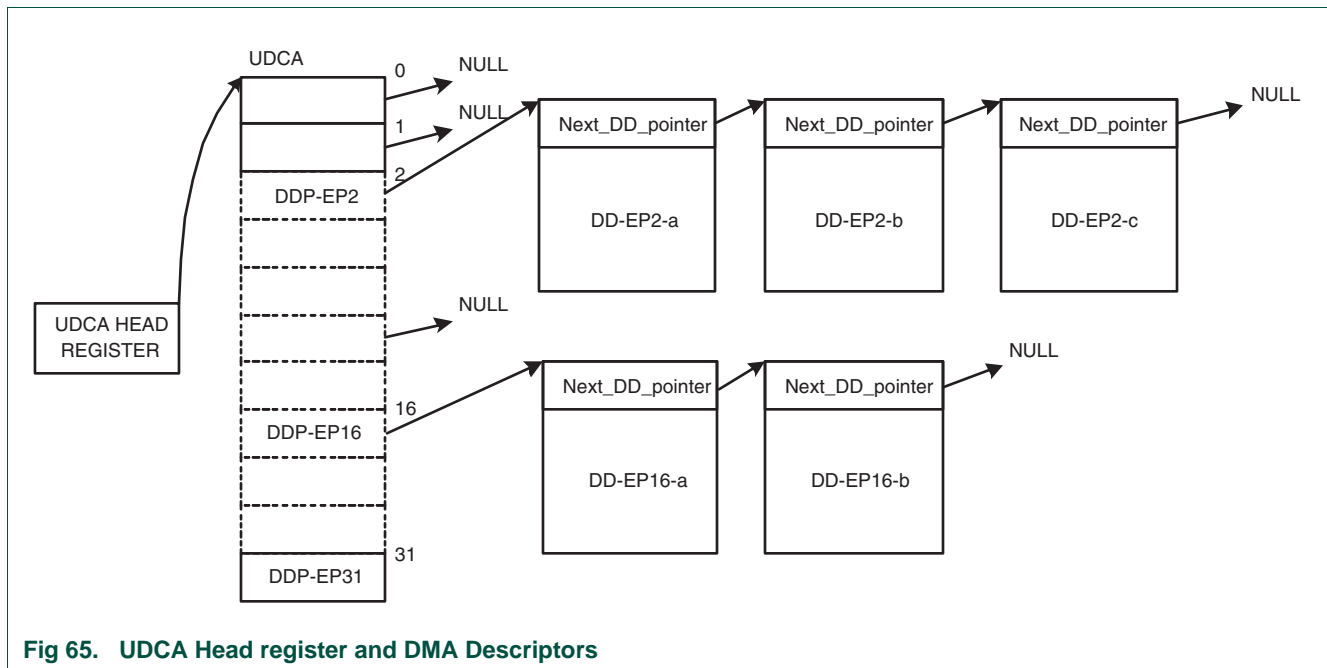 UDCA
0
NULL
NULL
1
2
NULL
Next_DD_pointer
Next_DD_pointer
Next_DD_pointer
DDP-EP2
DD-EP2-a
DD-EP2-b
DD-EP2-c
UDCA HEAD
REGISTER
NULL
NULL
Next_DD_pointer
Next_DD_pointer
16
DDP-EP16
DD-EP16-a
DD-EP16-b
31
DDP-EP31
Fig 65. UDCA Head register and DMA Descriptors